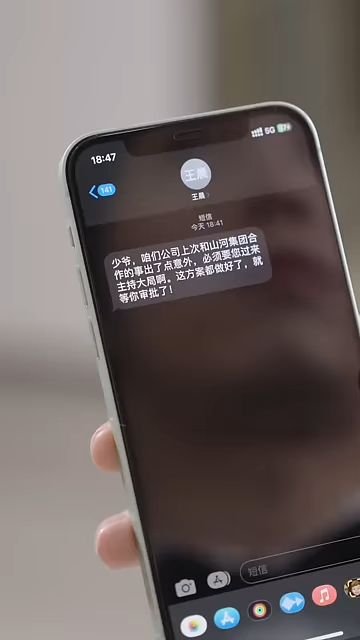 18:47
5G
141
王晨
王晨
短信
今天 18:41
少爷，咱们公司上次和山河集团合
作的事出了点意外，必须要您过来
主持大局啊。这方案都做好了，就
等你审批了！
短信